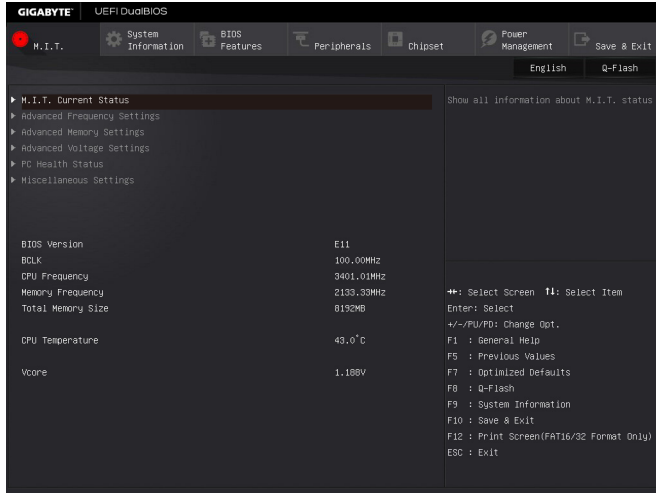 GIGABYTE™ UEFI DualBIOS
M.I.T.
System Information
BIOS Features
Peripherals
Chipset
Power Management
Save & Exit
English Q-Flash
M.I.T. Current Status
Advanced Frequency Settings
Advanced Memory Settings
Advanced Voltage Settings
PC Health Status
Miscellaneous Settings
BIOS Version E11
BCLK 100.00MHz
CPU Frequency 3401.01MHz
Memory Frequency 2133.33MHz
Total Memory Size 8192MB
CPU Temperature 43.0°C
Vcore 1.188V
Show all information about M.I.T. status
→←: Select Screen ↑↓: Select Item
Enter: Select
+/-/PU/PD: Change Opt.
F1 : General Help
F5 : Previous Values
F7 : Optimized Defaults
F8 : Q-Flash
F9 : System Information
F10 : Save & Exit
F12 : Print Screen(FAT16/32 Format Only)
ESC : Exit